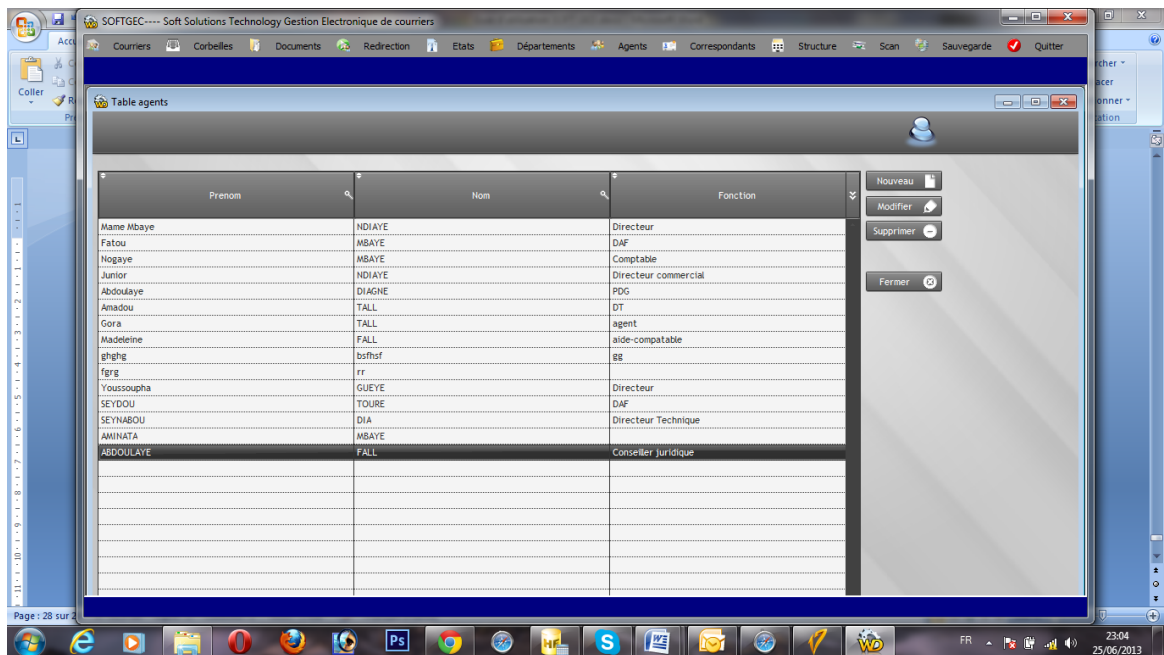 SOFTGEC---- Soft Solutions Technology Gestion Electronique de courriers
Courriers Corbeilles Documents Redirection Etats Départements Agents Correspondants Structure Scan Sauvegarde Quitter
Coller
Table agents
Prenom Nom Fonction
Nouveau
Modifier
Supprimer
Fermer
Mame Mbaye NDIAYE Directeur
Fatou MBAYE DAF
Nogaye MBAYE Comptable
Junior NDIAYE Directeur commercial
Abdoulaye DIAGNE PDG
Amadou TALL DT
Gora TALL agent
Madeleine FALL aide-compatable
ghghg bsfhsf gg
fgrg rr
Youssoupha GUEYE Directeur
SEYDOU TOURE DAF
SEYNABOU DIA Directeur Technique
AMINATA MBAYE
ABDOULAYE FALL Conseiller juridique
Page : 28 sur 2
Ps
HF
S
WD
FR
23:04
25/06/2013